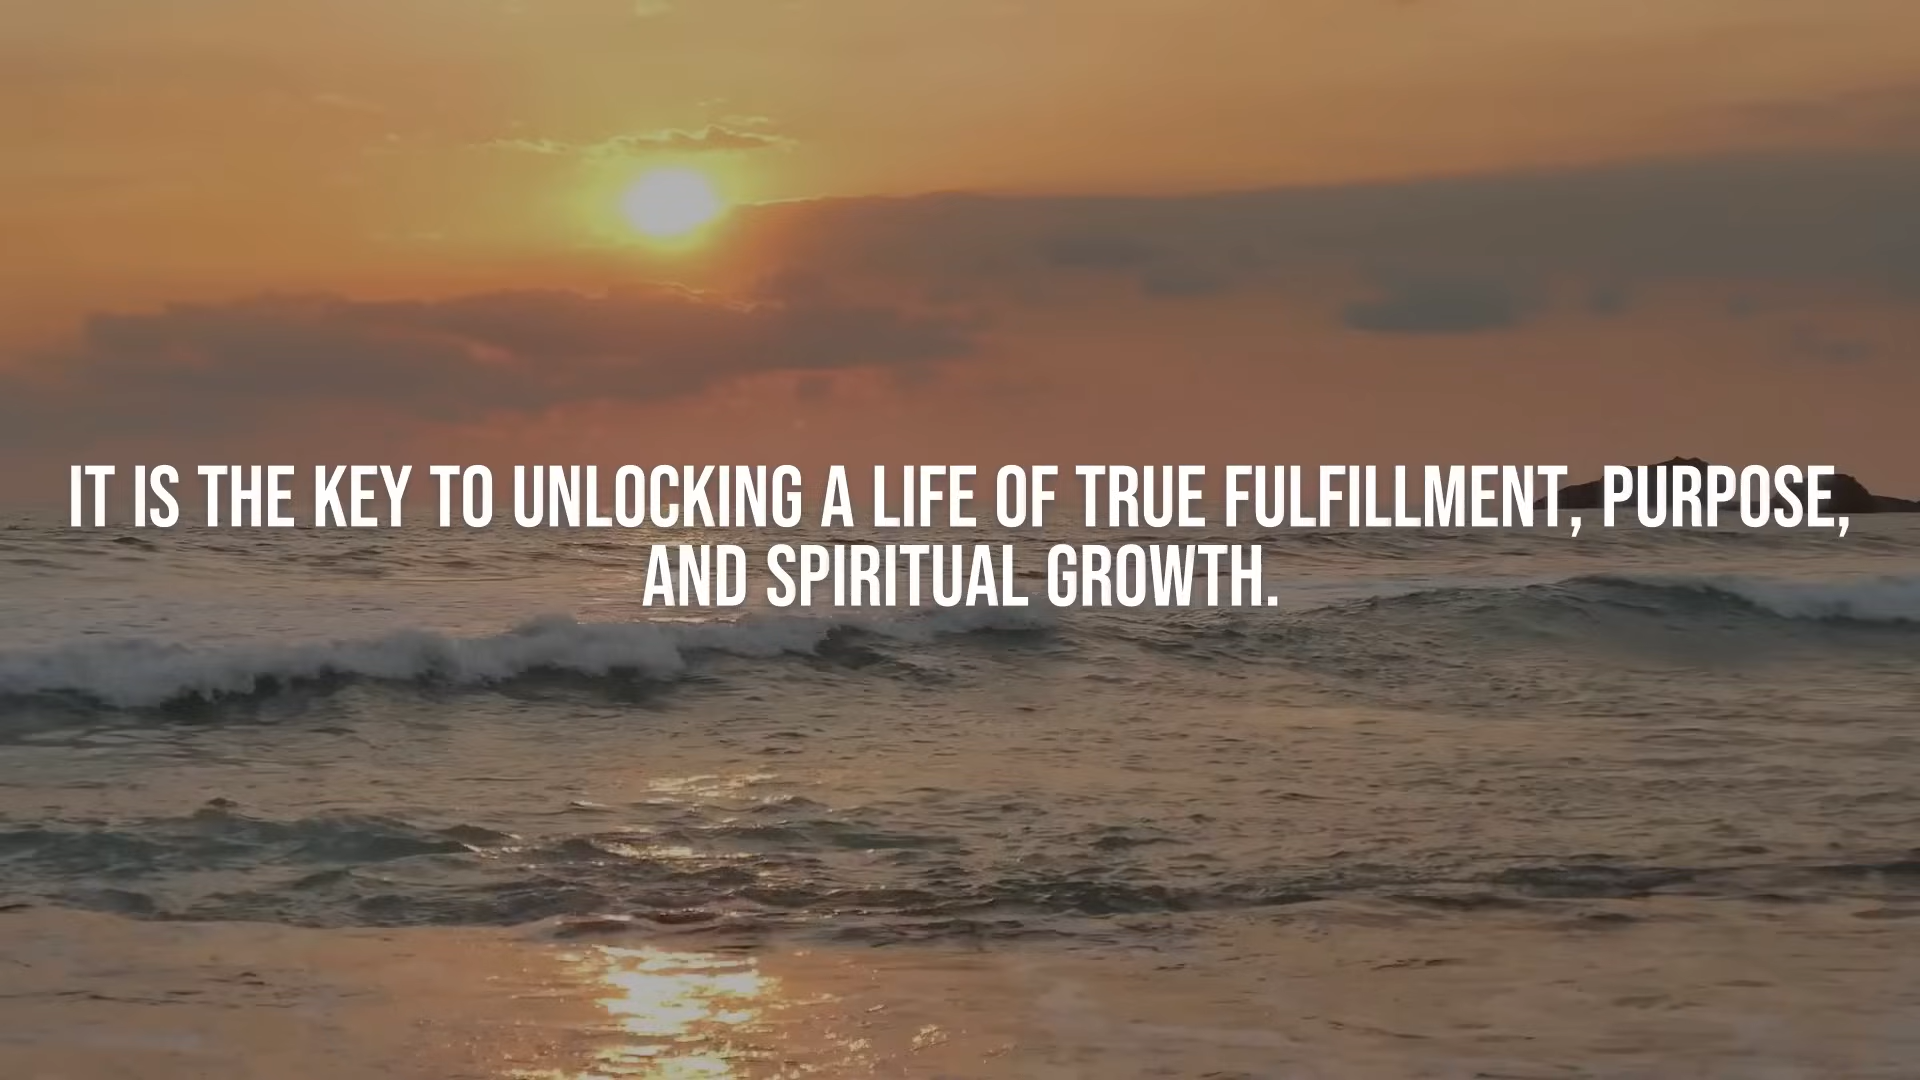 IT IS THE KEY TO UNLOCKING A LIFE OF TRUE FULFILLMENT, PURPOSE,
AND SPIRITUAL GROWTH.